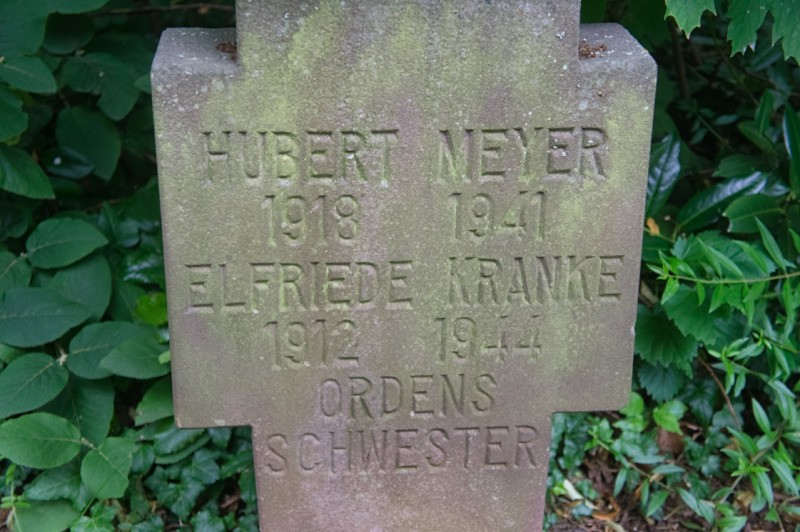 HUBERT MEYER
1918 1941
ELFRIEDE KRANKE
1912 1944
ORDENS
SCHWESTER